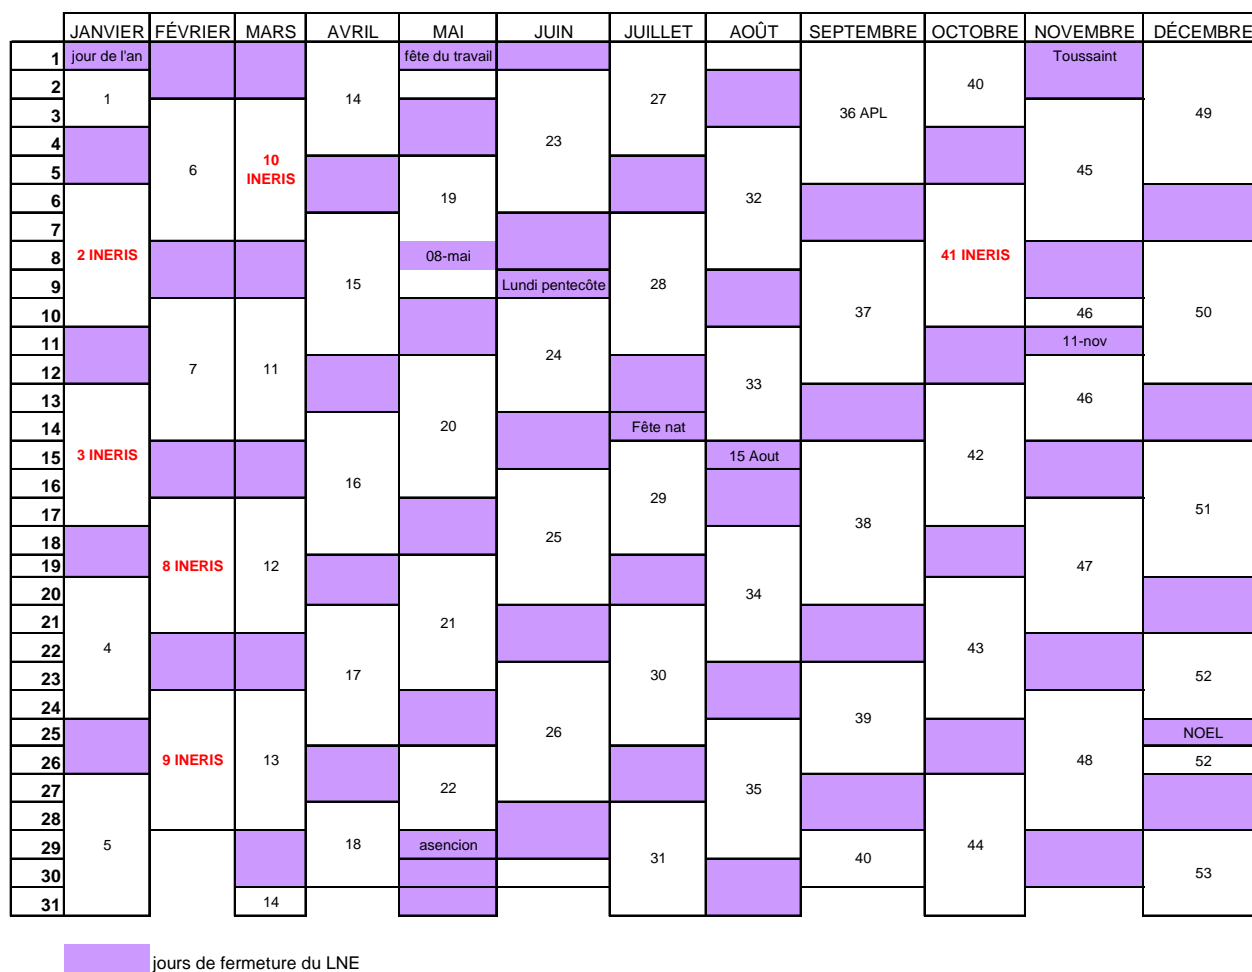 JANVIER FÉVRIER MARS AVRIL MAI JUIN JUILLET AOÛT SEPTEMBRE OCTOBRE NOVEMBRE DÉCEMBRE
1 jour de l'an fête du travail Toussaint
2
1 14 27 40
3 36 APL 49
4 23
5 6 10 INERIS 45
6 19 32
7
8 2 INERIS 08-mai 41 INERIS
9 15 Lundi pentecôte 28
10 37 46 50
11 24 11-nov
12 7 11
13 33 46
14 20 Fête nat
15 3 INERIS 15 Aout 42
16 16
17 29 51
18 25 38
19 8 INERIS 12 47
20 34
21 21
22 4 43
23 17 30 52
24 39
25 26 NOEL
26 9 INERIS 13 48 52
27 22 35
28
29 5 18 asencion 31 40 44
30 53
31 14
jours de fermeture du LNE